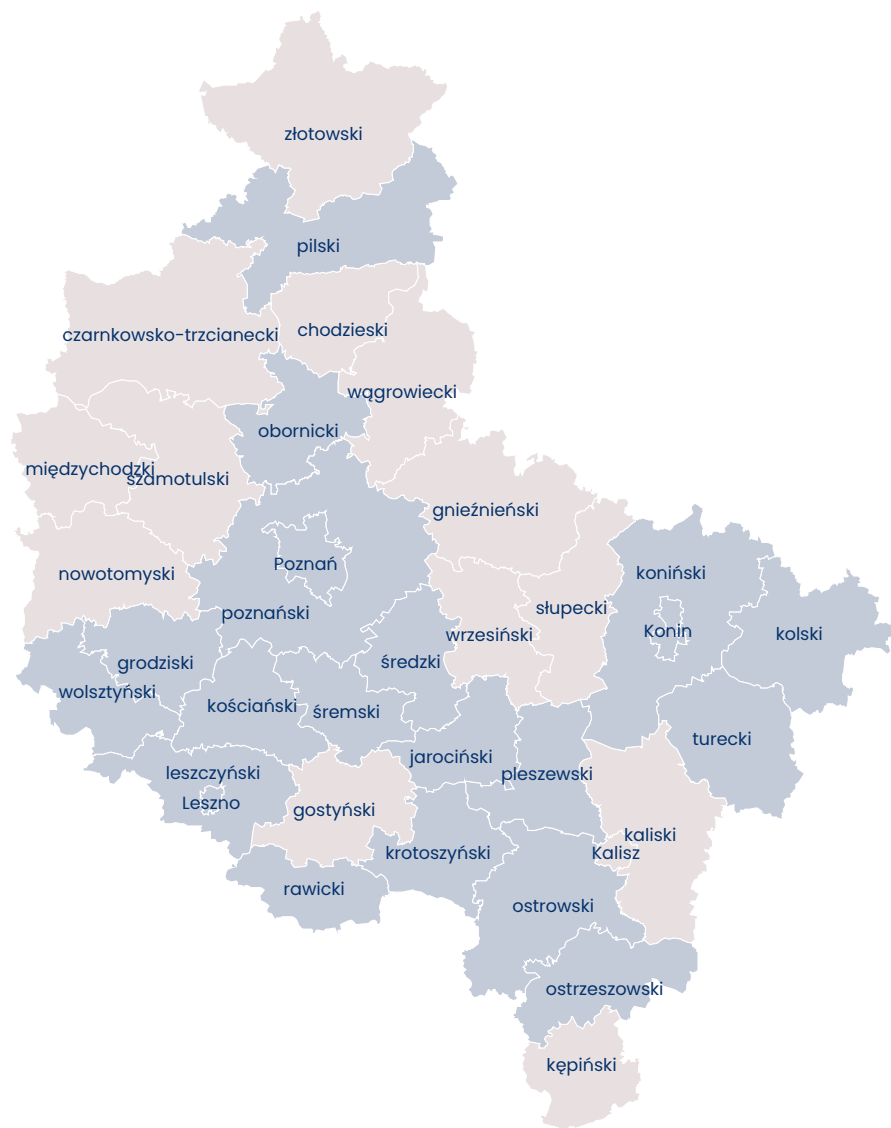 złotowski
pilski
chodzieski
czarnkowsko-trzcianecki
wągrowiecki
obornicki
międzychodzki
szamotulski
gnieźnieński
Poznań
nowotomyski
koniński
słupecki
poznański
Konin
wrzesiński
kolski
grodziski
średzki
wolsztyński
kościański
śremski
turecki
jarociński
leszczyński
pleszewski
Leszno
gostyński
kaliski
krotoszyński
Kalisz
rawicki
ostrowski
ostrzeszowski
kępiński